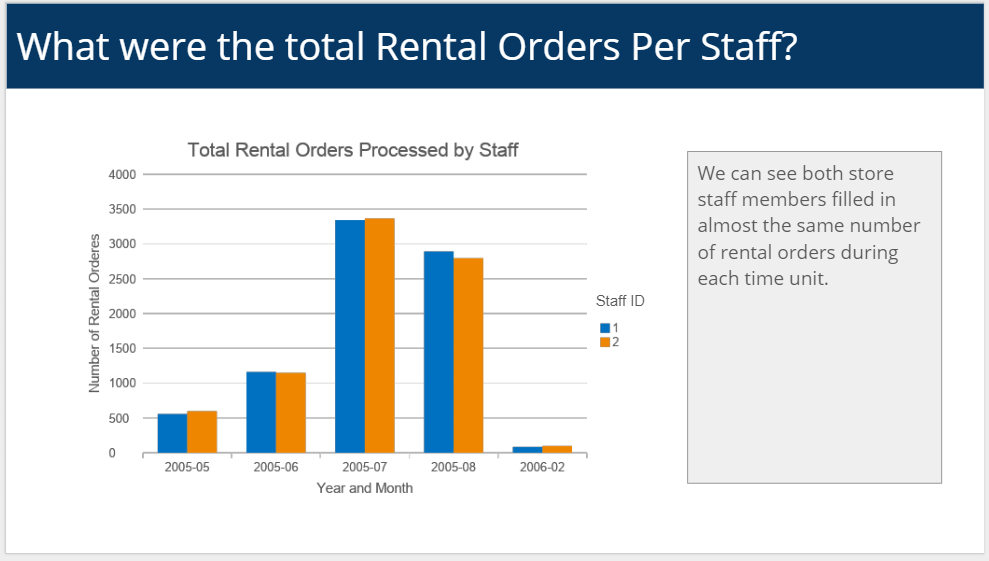 What were the total Rental Orders Per Staff?
Total Rental Orders Processed by Staff
4000
3500
3000
2500
2000
1500
1000
500
0
Number of Rental Orderes
2005-05 2005-06 2005-07 2005-08 2006-02
Year and Month
Staff ID
1
2
We can see both store
staff members filled in
almost the same number
of rental orders during
each time unit.